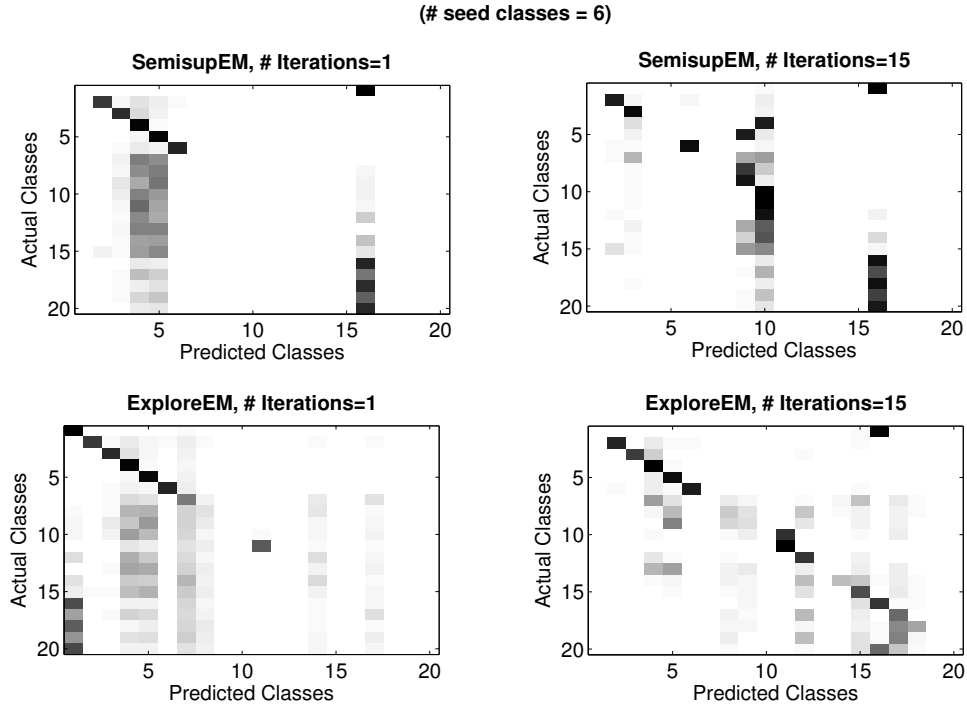 (# seed classes = 6)
SemisupEM, # Iterations=1
5
10
15
20
Actual Classes
5 10 15 20
Predicted Classes
SemisupEM, # Iterations=15
5
10
15
20
Actual Classes
5 10 15 20
Predicted Classes
ExploreEM, # Iterations=1
5
10
15
20
Actual Classes
5 10 15 20
Predicted Classes
ExploreEM, # Iterations=15
5
10
15
20
Actual Classes
5 10 15 20
Predicted Classes